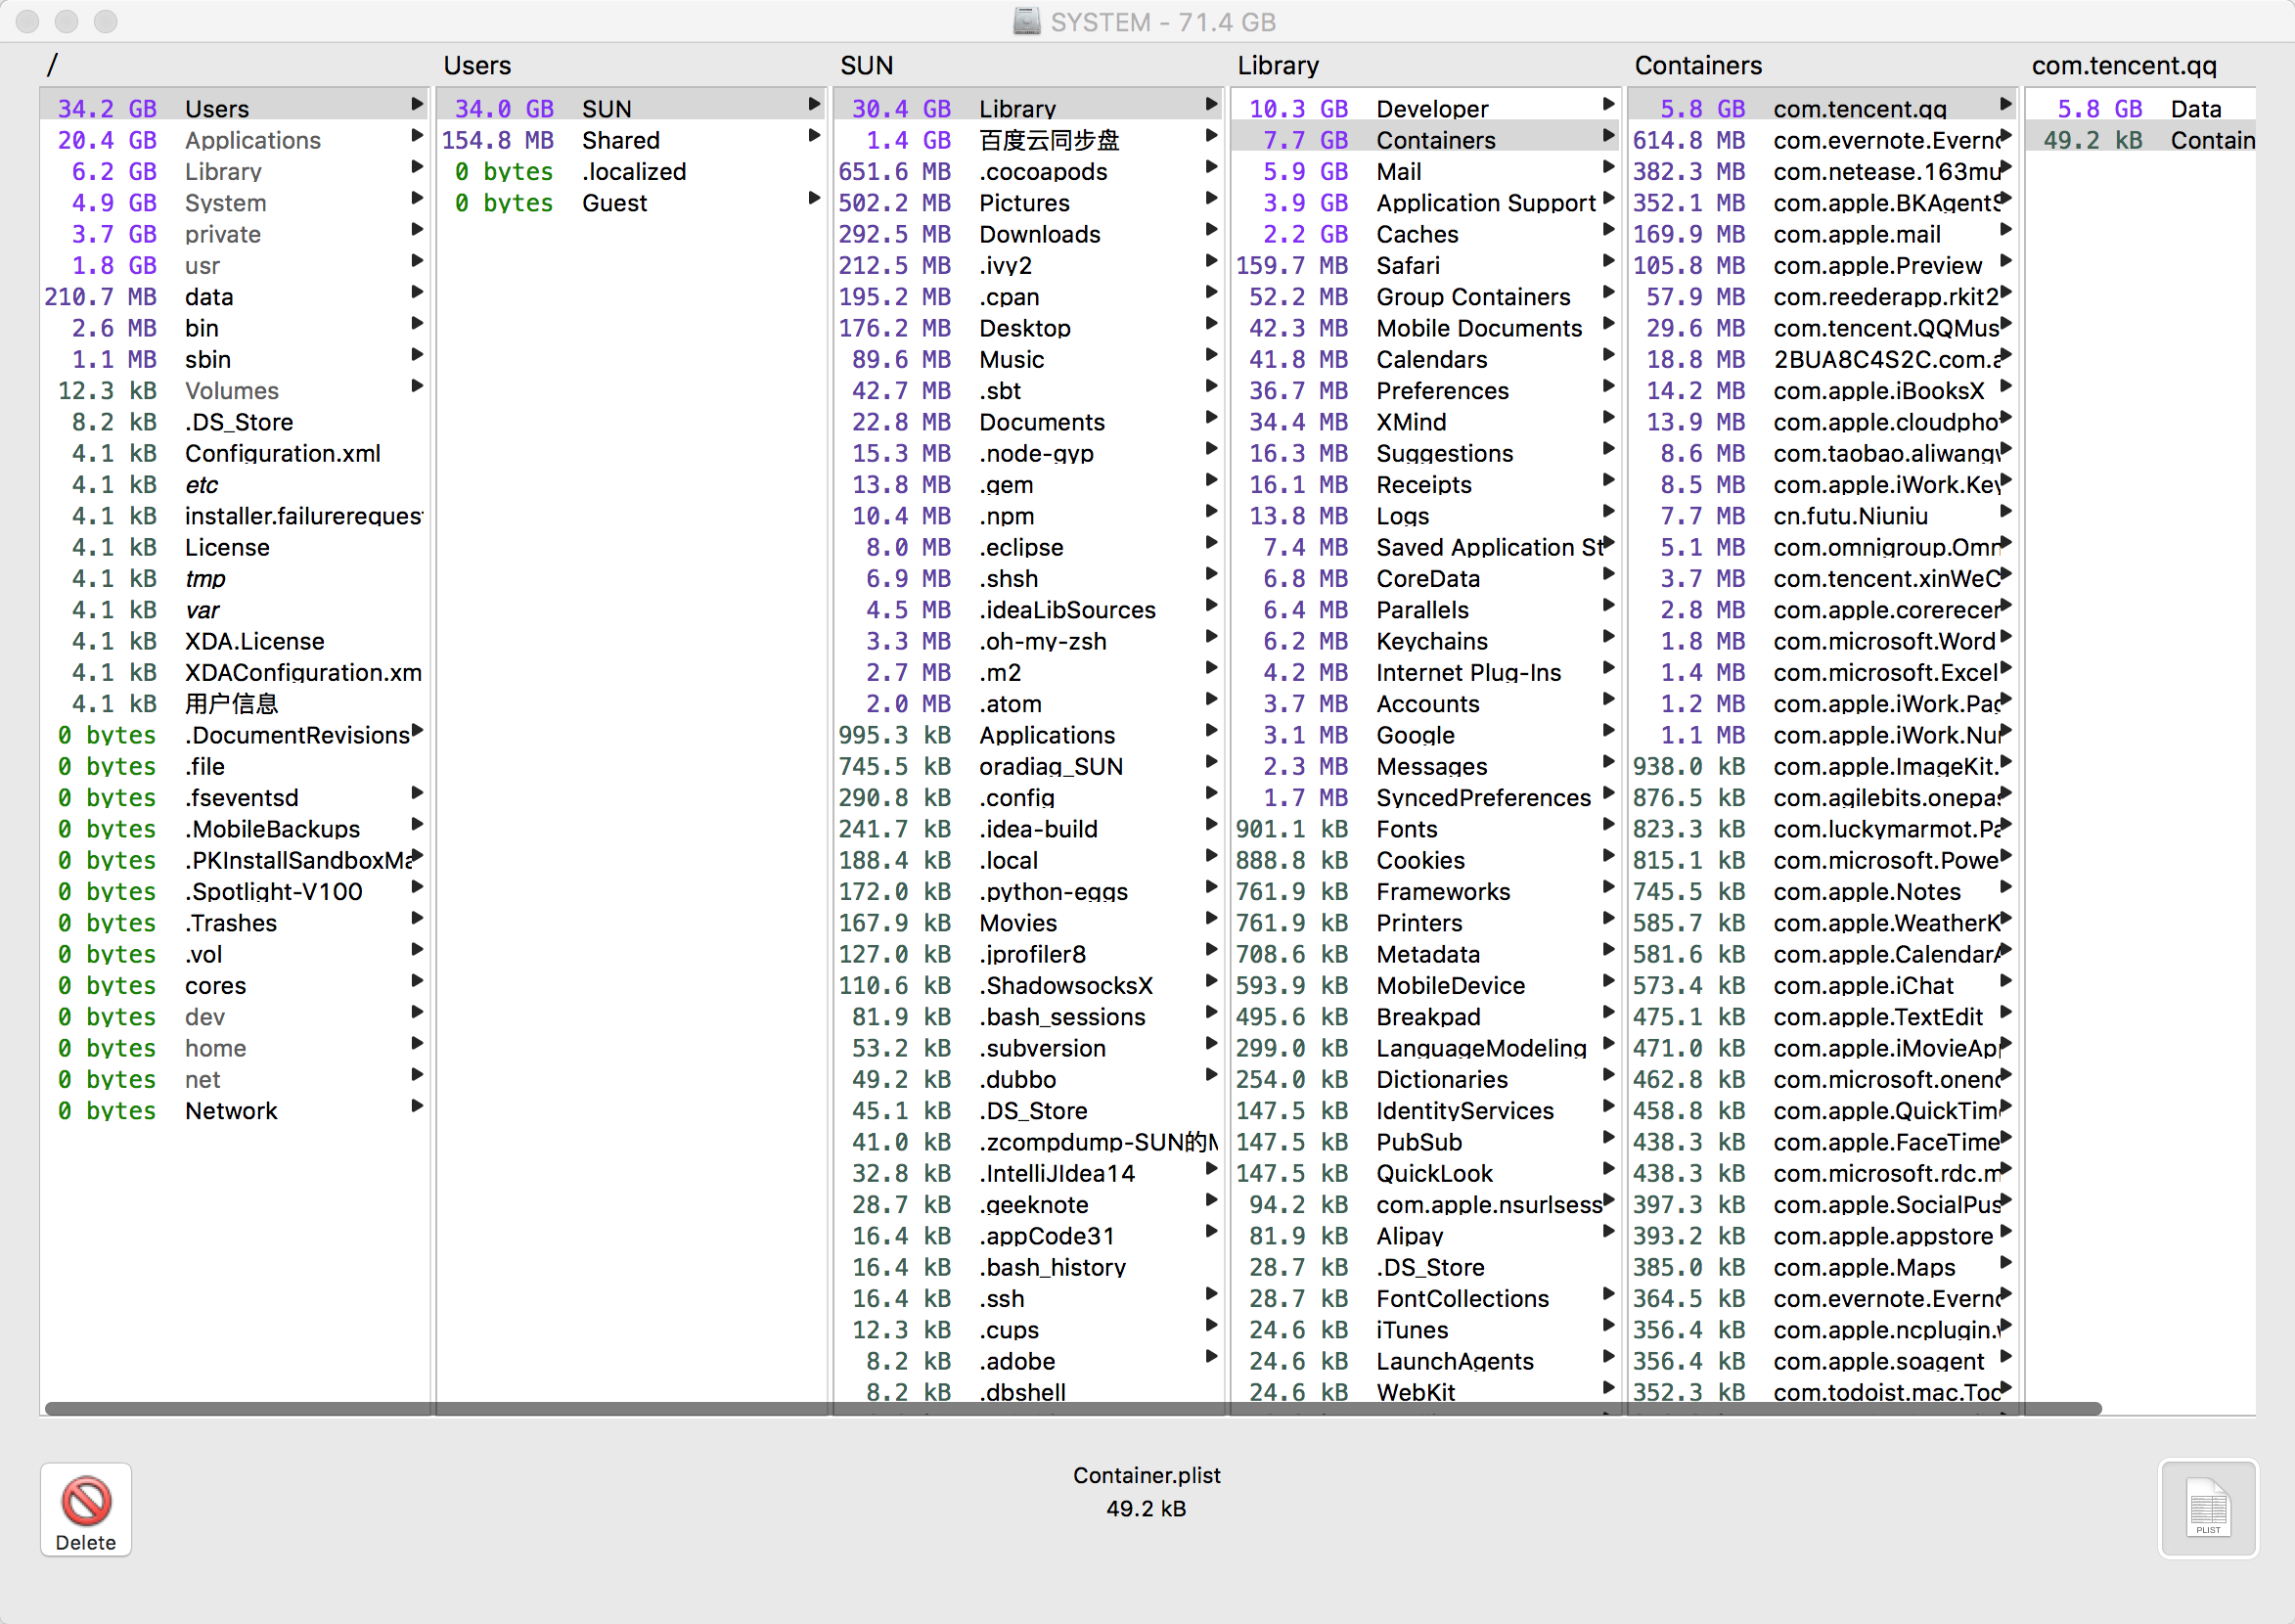 SYSTEM - 71.4 GB
/
34.2 GB Users
20.4 GB Applications
6.2 GB Library
4.9 GB System
3.7 GB private
1.8 GB usr
210.7 MB data
2.6 MB bin
1.1 MB sbin
12.3 kB Volumes
8.2 kB .DS_Store
4.1 kB Configuration.xml
4.1 kB etc
4.1 kB installer.failurereques
4.1 kB License
4.1 kB tmp
4.1 kB var
4.1 kB XDA.License
4.1 kB XDAConfiguration.xm
4.1 kB 用户信息
0 bytes .DocumentRevisions
0 bytes .file
0 bytes .fseventsd
0 bytes .MobileBackups
0 bytes .PKInstallSandboxMa
0 bytes .Spotlight-V100
0 bytes .Trashes
0 bytes .vol
0 bytes cores
0 bytes dev
0 bytes home
0 bytes net
0 bytes Network
Users
34.0 GB SUN
154.8 MB Shared
0 bytes .localized
0 bytes Guest
SUN
30.4 GB Library
1.4 GB 百度云同步盘
651.6 MB .cocoapods
502.2 MB Pictures
292.5 MB Downloads
212.5 MB .ivy2
195.2 MB .cpan
176.2 MB Desktop
89.6 MB Music
42.7 MB .sbt
22.8 MB Documents
15.3 MB .node-gyp
13.8 MB .gem
10.4 MB .npm
8.0 MB .eclipse
6.9 MB .shsh
4.5 MB .ideaLibSources
3.3 MB .oh-my-zsh
2.7 MB .m2
2.0 MB .atom
995.3 kB Applications
745.5 kB oradiag_SUN
290.8 kB .config
241.7 kB .idea-build
188.4 kB .local
172.0 kB .python-eggs
167.9 kB Movies
127.0 kB .jprofiler8
110.6 kB .ShadowsocksX
81.9 kB .bash_sessions
53.2 kB .subversion
49.2 kB .dubbo
45.1 kB .DS_Store
41.0 kB .zcompdump-SUN的M
32.8 kB .IntelliJIdea14
28.7 kB .geeknote
16.4 kB .appCode31
16.4 kB .bash_history
16.4 kB .ssh
12.3 kB .cups
8.2 kB .adobe
8.2 kB .dbshell
Library
10.3 GB Developer
7.7 GB Containers
5.9 GB Mail
3.9 GB Application Support
2.2 GB Caches
159.7 MB Safari
52.2 MB Group Containers
42.3 MB Mobile Documents
41.8 MB Calendars
36.7 MB Preferences
34.4 MB XMind
16.3 MB Suggestions
16.1 MB Receipts
13.8 MB Logs
7.4 MB Saved Application St
6.8 MB CoreData
6.4 MB Parallels
6.2 MB Keychains
4.2 MB Internet Plug-Ins
3.7 MB Accounts
3.1 MB Google
2.3 MB Messages
1.7 MB SyncedPreferences
901.1 kB Fonts
888.8 kB Cookies
761.9 kB Frameworks
761.9 kB Printers
708.6 kB Metadata
593.9 kB MobileDevice
495.6 kB Breakpad
299.0 kB LanguageModeling
254.0 kB Dictionaries
147.5 kB IdentityServices
147.5 kB PubSub
147.5 kB QuickLook
94.2 kB com.apple.nsurlsess
81.9 kB Alipay
28.7 kB .DS_Store
28.7 kB FontCollections
24.6 kB iTunes
24.6 kB LaunchAgents
24.6 kB WebKit
Containers
5.8 GB com.tencent.qq
614.8 MB com.evernote.Everno
382.3 MB com.netease.163mu
352.1 MB com.apple.BKAgentS
169.9 MB com.apple.mail
105.8 MB com.apple.Preview
57.9 MB com.reederapp.rkit2
29.6 MB com.tencent.QQMus
18.8 MB 2BUA8C4S2C.com.a
14.2 MB com.apple.iBooksX
13.9 MB com.apple.cloudpho
8.6 MB com.taobao.aliwangw
8.5 MB com.apple.iWork.Key
7.7 MB cn.futu.Niuniu
5.1 MB com.omnigroup.Omn
3.7 MB com.tencent.xinWeC
2.8 MB com.apple.corerecen
1.8 MB com.microsoft.Word
1.4 MB com.microsoft.Excel
1.2 MB com.apple.iWork.Pag
1.1 MB com.apple.iWork.Nu
938.0 kB com.apple.ImageKit.
876.5 kB com.agilebits.onepas
823.3 kB com.luckymarmot.Pa
815.1 kB com.microsoft.Powe
745.5 kB com.apple.Notes
585.7 kB com.apple.WeatherK
581.6 kB com.apple.CalendarA
573.4 kB com.apple.iChat
475.1 kB com.apple.TextEdit
471.0 kB com.apple.iMovieApp
462.8 kB com.microsoft.oneno
458.8 kB com.apple.QuickTim
438.3 kB com.apple.FaceTime
438.3 kB com.microsoft.rdc.m
397.3 kB com.apple.SocialPus
393.2 kB com.apple.appstore
385.0 kB com.apple.Maps
364.5 kB com.evernote.Everno
356.4 kB com.apple.ncplugin.
356.4 kB com.apple.soagent
352.3 kB com.todoist.mac.Tod
com.tencent.qq
5.8 GB Data
49.2 kB Contain
Container.plist
49.2 kB
Delete
PLIST